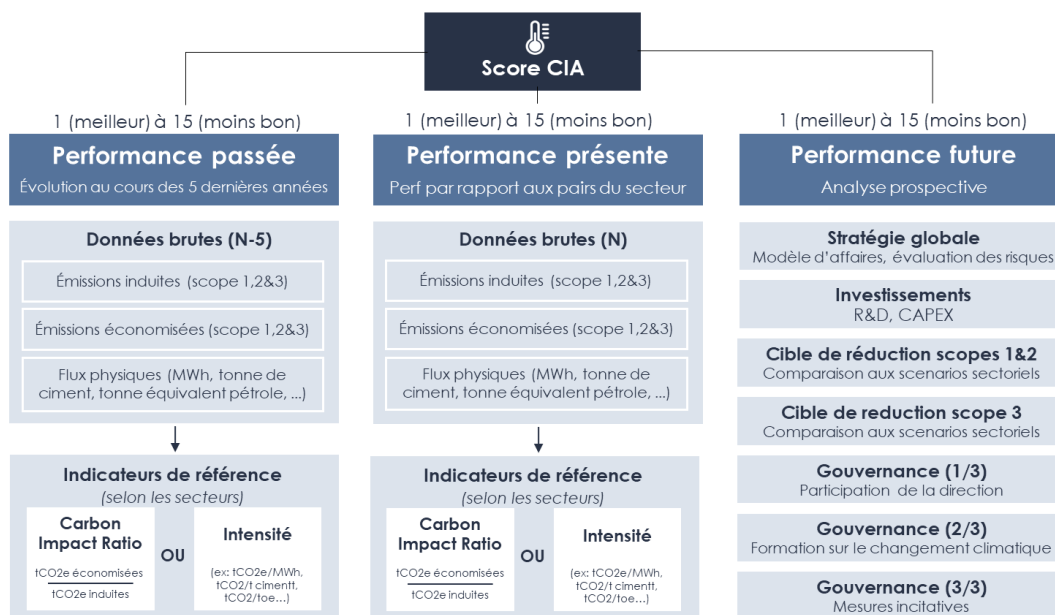 Score CIA
1 (meilleur) à 15 (moins bon)
Performance passée
Évolution au cours des 5 dernières années
Données brutes (N-5)
Émissions induites (scope 1,2&3)
Émissions économisées (scope 1,2&3)
Flux physiques (MWh, tonne de
ciment, tonne équivalent pétrole, ...)
Indicateurs de référence
(selon les secteurs)
Carbon
Impact Ratio
tCO2e économisées
tCO2e induites
OU
Intensité
(ex: tCO2e/MWh,
tCO2/t cimentt,
tCO2/toe...)
1 (meilleur) à 15 (moins bon)
Performance présente
Perf par rapport aux pairs du secteur
Données brutes (N)
Émissions induites (scope 1,2&3)
Émissions économisées (scope 1,2&3)
Flux physiques (MWh, tonne de
ciment, tonne équivalent pétrole, ...)
Indicateurs de référence
(selon les secteurs)
Carbon
Impact Ratio
tCO2e économisées
tCO2e induites
OU
Intensité
(ex: tCO2e/MWh,
tCO2/t cimentt,
tCO2/toe...)
1 (meilleur) à 15 (moins bon)
Performance future
Analyse prospective
Stratégie globale
Modèle d'affaires, évaluation des risques
Investissements
R&D, CAPEX
Cible de réduction scopes 1&2
Comparaison aux scenarios sectoriels
Cible de reduction scope 3
Comparaison aux scenarios sectoriels
Gouvernance (1/3)
Participation de la direction
Gouvernance (2/3)
Formation sur le changement climatique
Gouvernance (3/3)
Mesures incitatives